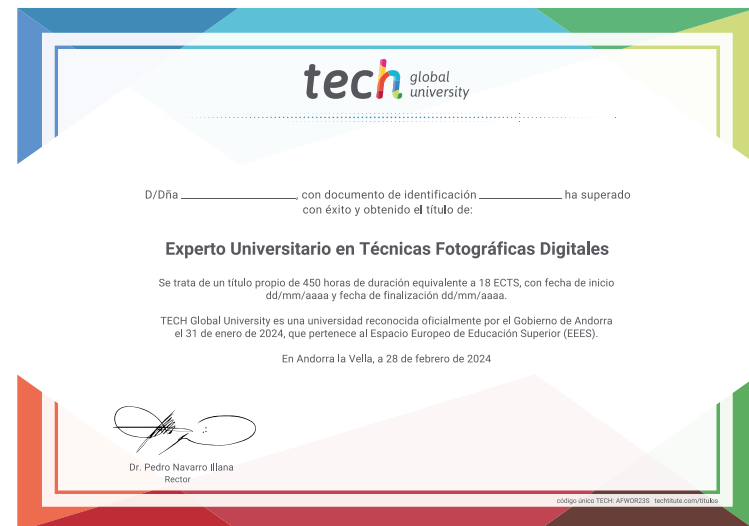 tech global
university
D/Dña ______________, con documento de identificación __________ ha superado
con éxito y obtenido el título de:
Experto Universitario en Técnicas Fotográficas Digitales
Se trata de un título propio de 450 horas de duración equivalente a 18 ECTS, con fecha de inicio
dd/mm/aaaa y fecha de finalización dd/mm/aaaa.
TECH Global University es una universidad reconocida oficialmente por el Gobierno de Andorra
el 31 de enero de 2024, que pertenece al Espacio Europeo de Educación Superior (EEES).
En Andorra la Vella, a 28 de febrero de 2024
Dr. Pedro Navarro Illana
Rector
código único TECH: AFWOR23S techtitute.com/titulos